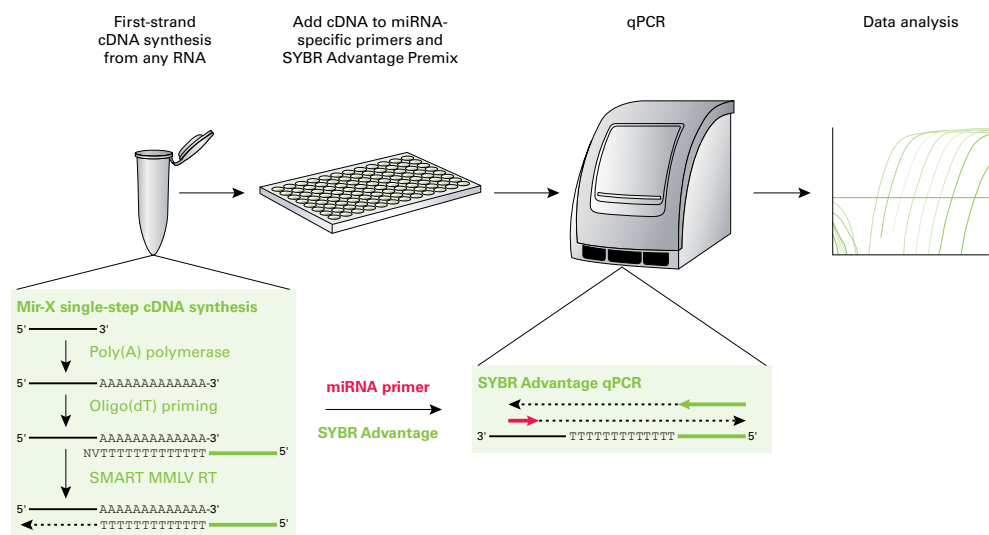 First-strand
cDNA synthesis
from any RNA
Add cDNA to miRNA-
specific primers and
SYBR Advantage Premix
qPCR
Data analysis
Mir-X single-step cDNA synthesis
5' 3'
Poly(A) polymerase
5' AAAAAAAAAAAAA-3'
Oligo(dT) priming
5' AAAAAAAAAAAAA-3'
NVTTTTTTTTTTTTT 5'
SMART MMLV RT
5' AAAAAAAAAAAAA-3'
TTTTTTTTTTTTT 5'
miRNA primer
SYBR Advantage
SYBR Advantage qPCR
3' TTTTTTTTTTTTT 5'